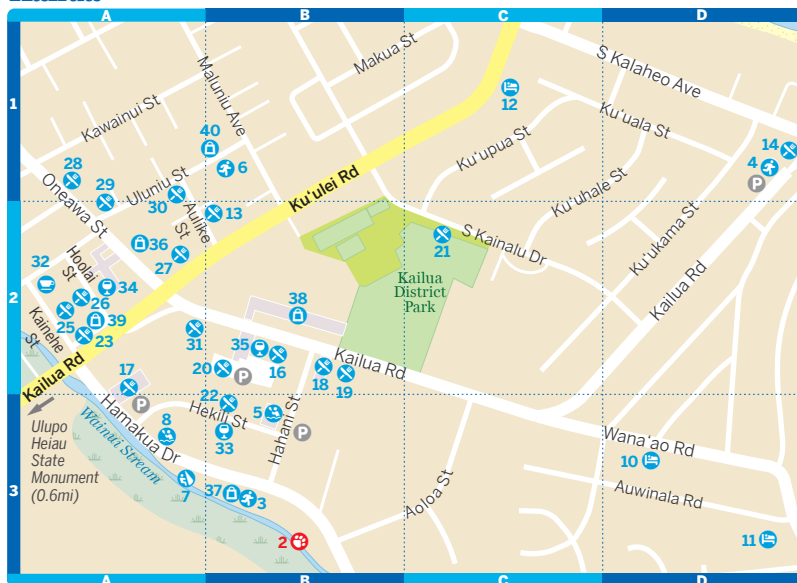 A
B
C
D
1
Kawainui St
Maluniu Ave
Makua St
S Kalaheo Ave
12
40
6
28
29
Uluniu St
30
Oneawa St
Ku'ulei Rd
Ku'upua St
Ku'uala St
Ku'uhale St
14
4
P
2
Aulike
St
13
36
27
32
Hoolai
St
34
26
25
39
23
Kainehe
St
Kailua Rd
S Kainalu Dr
21
Kailua
District
Park
Ku'ukama St
Kailua Rd
38
31
35
16
20
P
18
19
Kailua Rd
17
P
22
3
Ulupo
Heiau
State
Monument
(0.6mi)
Wainui Stream
Hamakua Dr
8
Hekili St
5
33
Hahani St
P
7
37
3
2
Aoloa St
Wana'ao Rd
10
Auwinala Rd
11
A
B
C
D